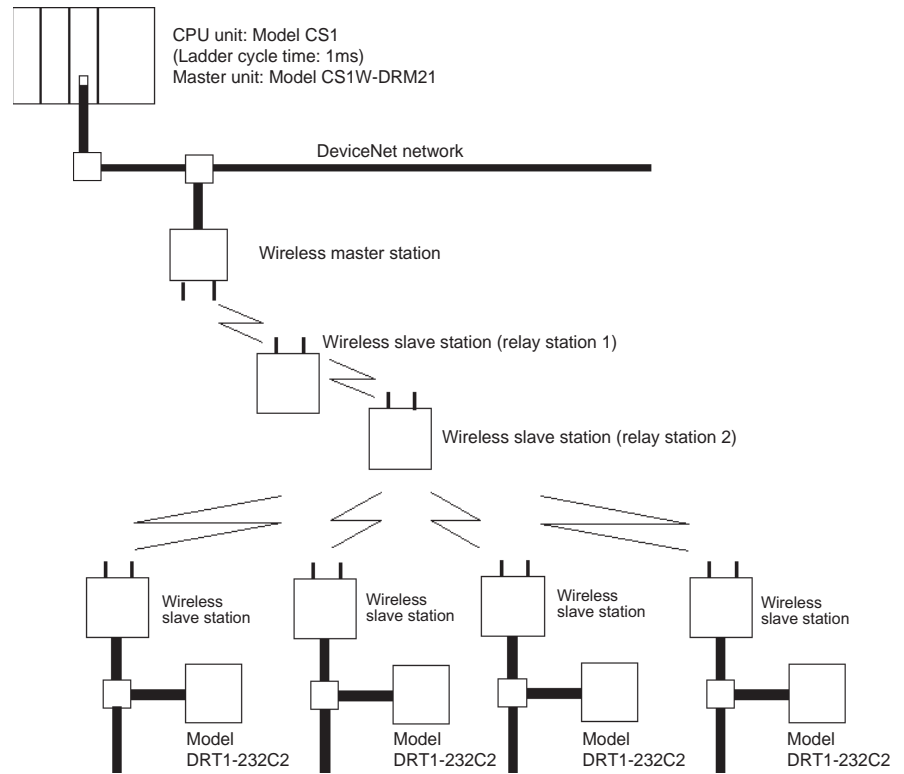 CPU unit: Model CS1
(Ladder cycle time: 1ms)
Master unit: Model CS1W-DRM21
DeviceNet network
Wireless master station
Wireless slave station (relay station 1)
Wireless slave station (relay station 2)
Wireless
slave station
Wireless
slave station
Wireless
slave station
Wireless
slave station
Model
DRT1-232C2
Model
DRT1-232C2
Model
DRT1-232C2
Model
DRT1-232C2